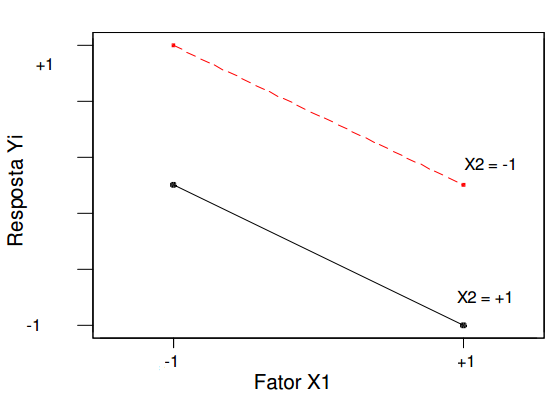 +1
Resposta Yi
X2 = -1
X2 = +1
-1
-1
+1
Fator X1